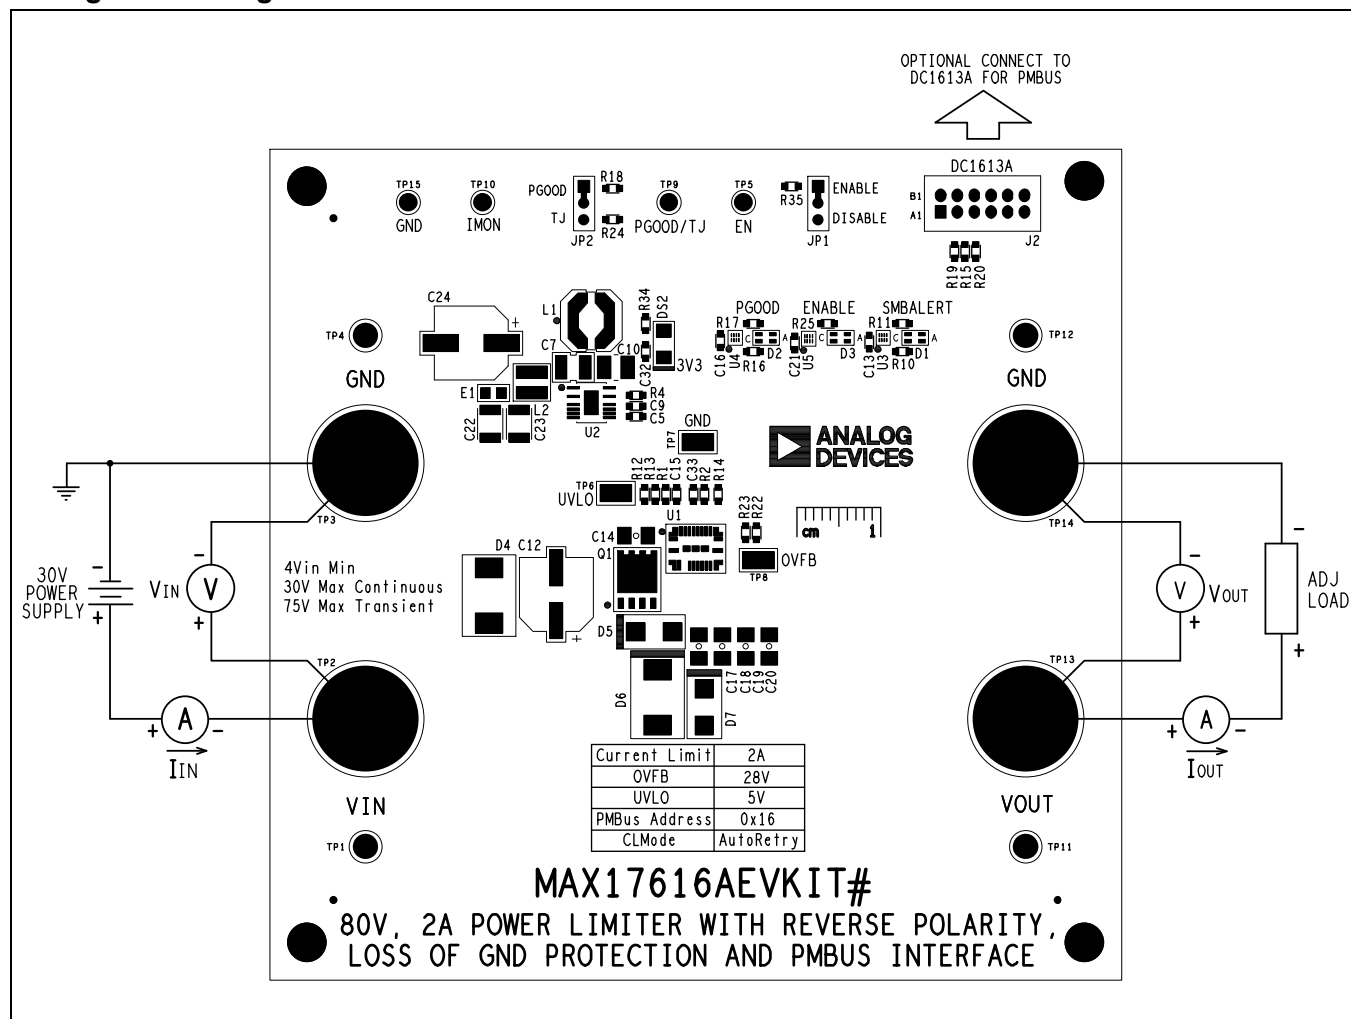 OPTIONAL CONNECT TO
DC1613A FOR PMBUS
DC1613A
B1
A1
J2
R19
R15
R20
TP15
GND
TP10
IMON
PGOOD
TJ
JP2
R18
R24
TP9
PGOOD/TJ
TP5
EN
R35
ENABLE
DISABLE
JP1
C24
+
L1
R34
DS2
3V3
C7
C10
C32
PGOOD
R17
C
A
C16
U4
D2
R16
ENABLE
R25
C
A
C21
U5
D3
SMBALERT
R11
C
A
C13
U3
D1
R10
TP4
GND
TP12
GND
E1
L2
C22
C23
U2
R4
C9
C5
GND
TP7
ANALOG
DEVICES
R12
R13
R1
C15
C33
R2
R14
TP6
UVLO
U1
R23
R22
cm
1
TP3
TP14
C14
Q1
OVFB
TP8
D4
C12
+
4Vin Min
30V Max Continuous
75V Max Transient
30V
POWER
SUPPLY
-
+
VIN
-
V
+
-
V
+
VOUT
-
+
ADJ
LOAD
D5
D6
D7
C17
C18
C19
C20
TP2
TP13
+
A
-
IIN
+
A
-
IOUT
VIN
VOUT
TP1
TP11
Current Limit 2A
OVFB 28V
UVLO 5V
PMBus Address 0x16
CLMode AutoRetry
MAX17616AEVKIT#
80V, 2A POWER LIMITER WITH REVERSE POLARITY,
LOSS OF GND PROTECTION AND PMBUS INTERFACE